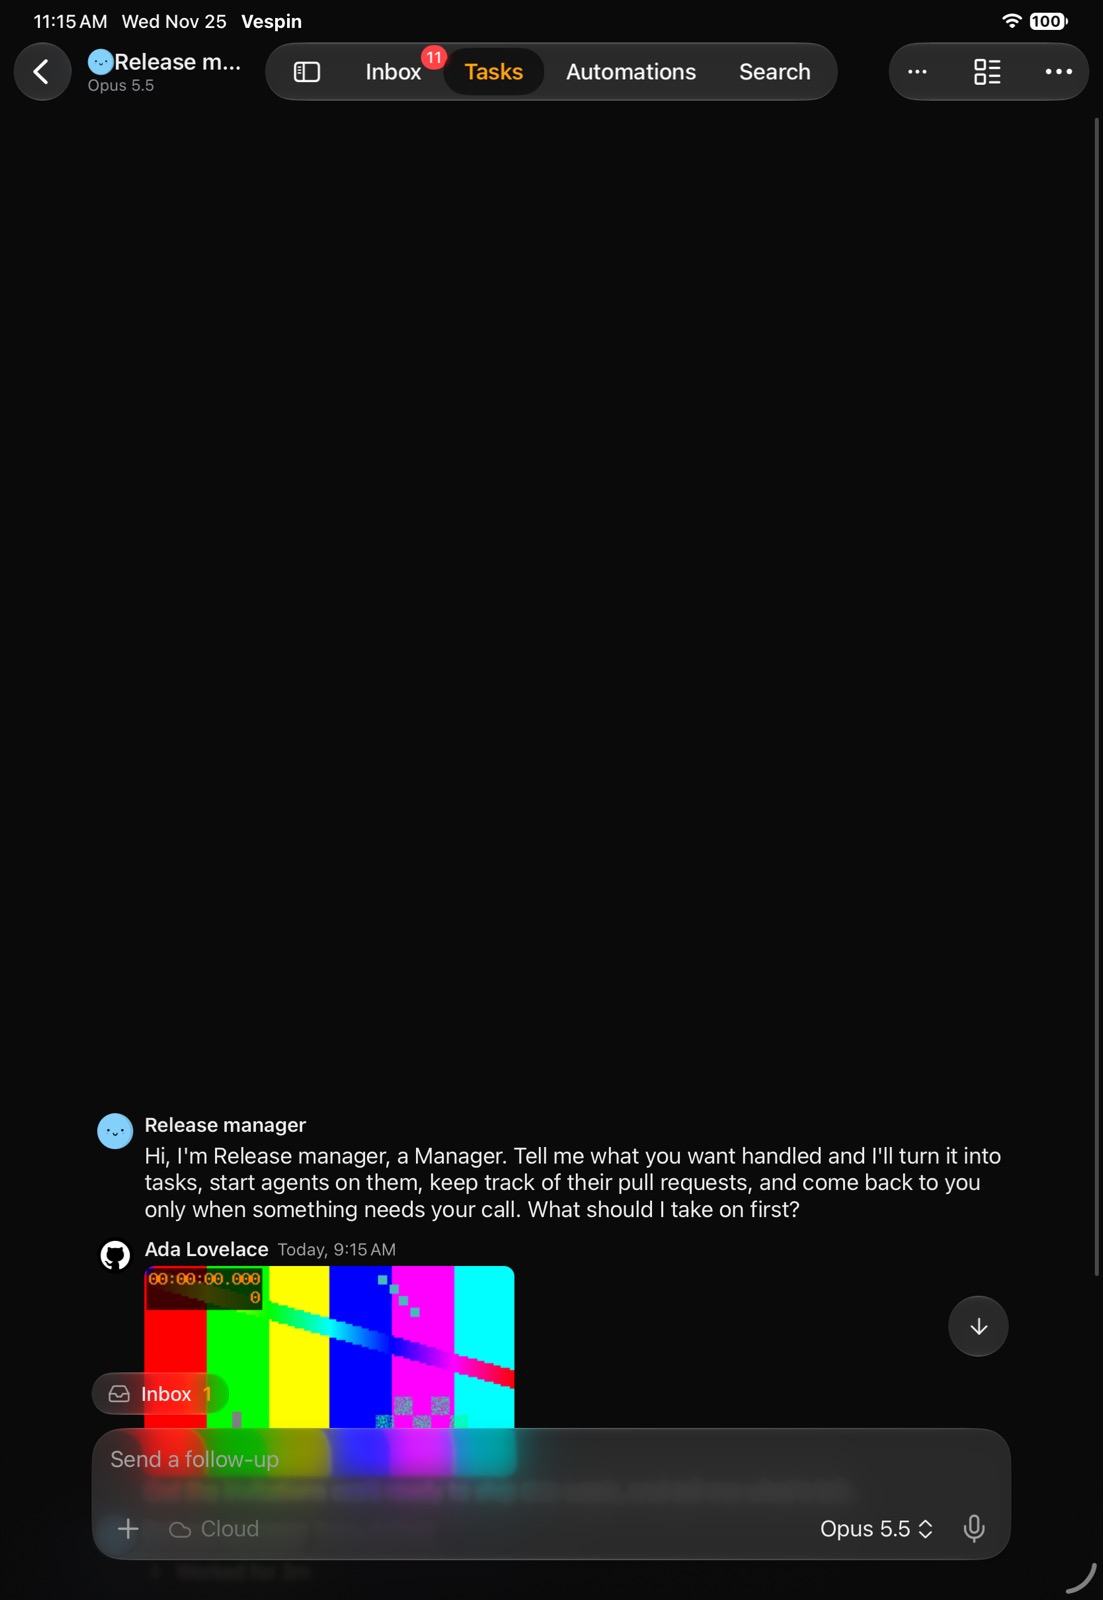 11:15 AM Wed Nov 25 Vespin
100
Release m...
Opus 5.5
Inbox 11 Tasks Automations Search
Release manager
Hi, I'm Release manager, a Manager. Tell me what you want handled and I'll turn it into
tasks, start agents on them, keep track of their pull requests, and come back to you
only when something needs your call. What should I take on first?
Ada Lovelace Today, 9:15 AM
00:00:00.000
0
Inbox 1
Send a follow-up
Cloud Opus 5.5